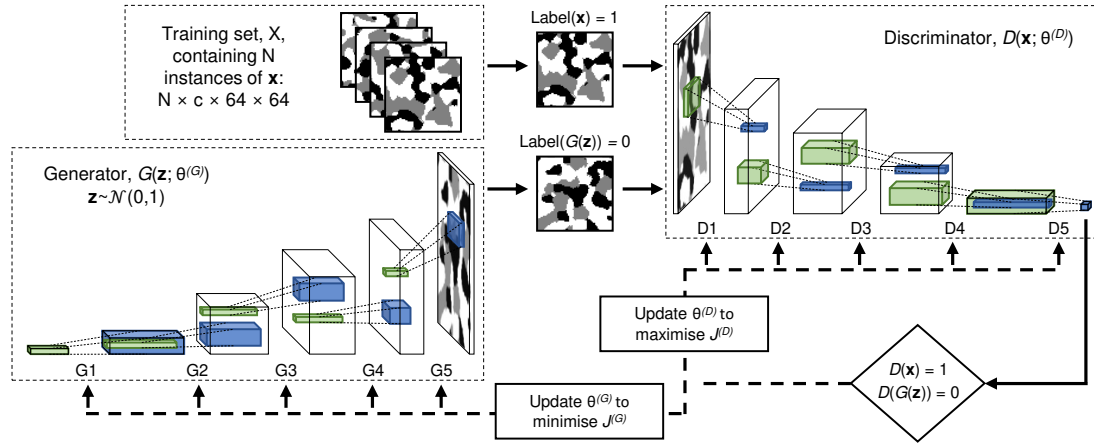 Training set, X,
containing N
instances of x:
N × c × 64 × 64
Label(x) = 1
Discriminator, D(x; θ^(D))
Label(G(z)) = 0
Generator, G(z; θ^(G))
z~𝒩(0,1)
D1 D2 D3 D4 D5
G1 G2 G3 G4 G5
Update θ^(D) to
maximise J^(D)
D(x) = 1
D(G(z)) = 0
Update θ^(G) to
minimise J^(G)